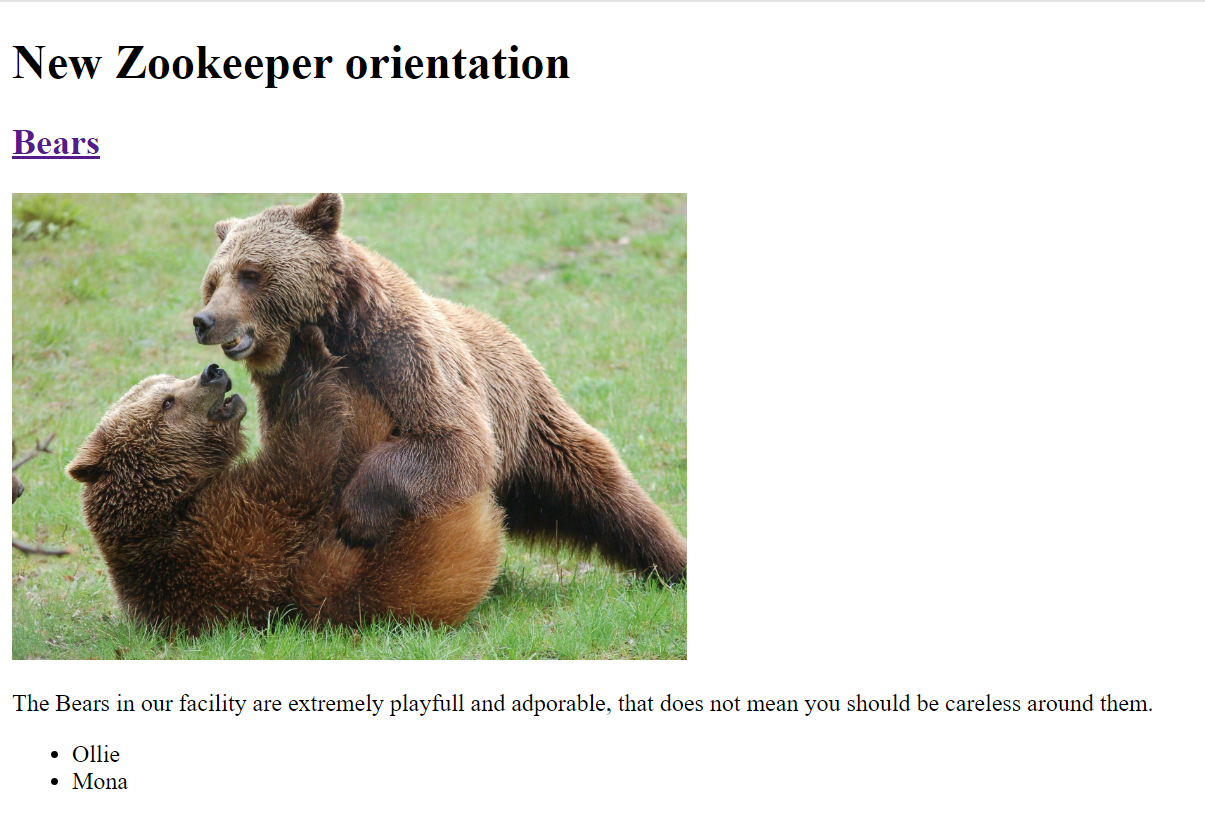 New Zookeeper orientation
Bears
The Bears in our facility are extremely playfull and adporable, that does not mean you should be careless around them.
Ollie
Mona